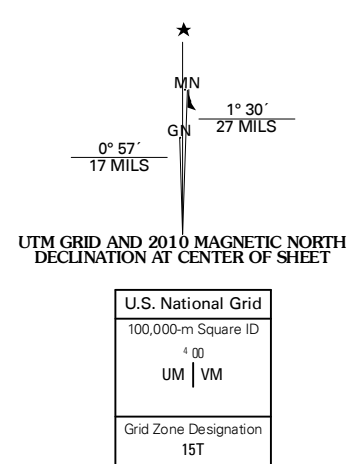 MN
1° 30´
27 MILS
GN
0° 57´
17 MILS
UTM GRID AND 2010 MAGNETIC NORTH
DECLINATION AT CENTER OF SHEET
U.S. National Grid
100,000-m Square ID
4 00
UM VM
Grid Zone Designation
15T